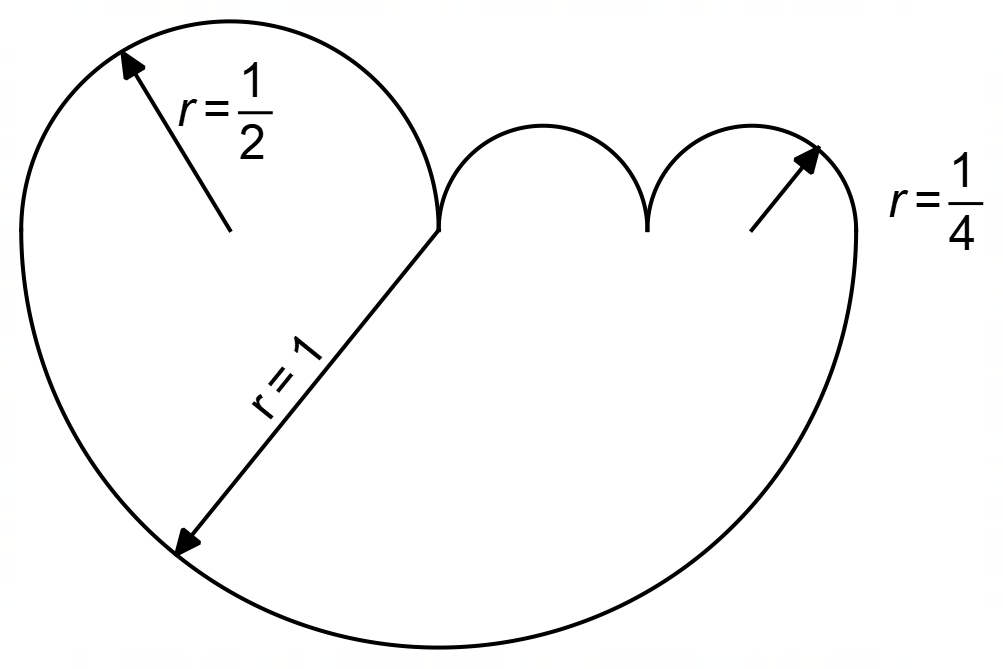 r = 1/2
r = 1/4
r = 1